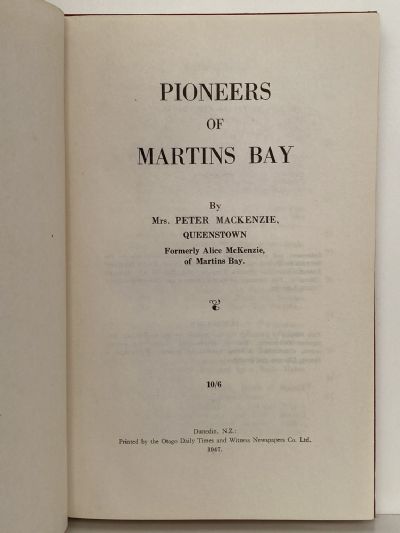 PIONEERS
OF
MARTINS BAY
By
Mrs. PETER MACKENZIE,
QUEENSTOWN
Formerly Alice McKenzie,
of Martins Bay.
10/6
Dunedin, N.Z.:
Printed by the Otago Daily Times and Witness Newspapers Co. Ltd.
1947.